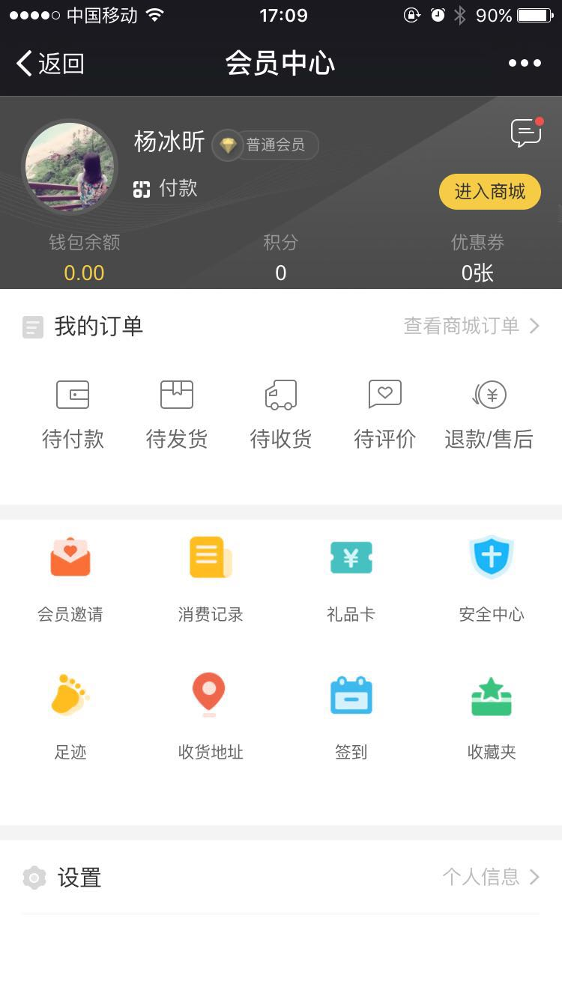 中国移动 17:09 90%
返回 会员中心
杨冰昕 普通会员
付款 进入商城
钱包余额 积分 优惠券
0.00 0 0张
我的订单 查看商城订单
待付款 待发货 待收货 待评价 退款/售后
会员邀请 消费记录 礼品卡 安全中心
足迹 收货地址 签到 收藏夹
设置 个人信息